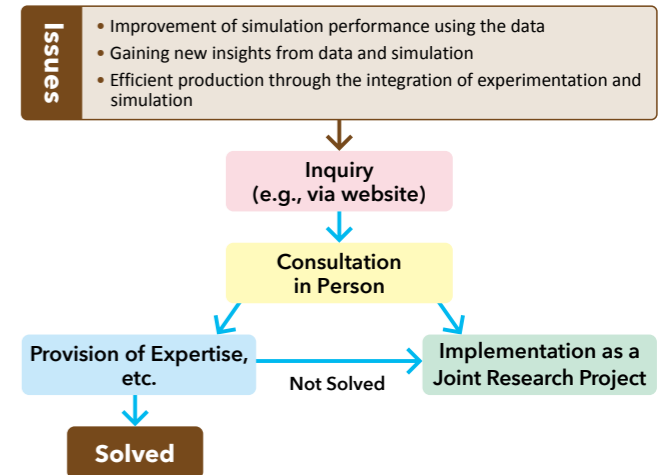 Issues
• Improvement of simulation performance using the data
• Gaining new insights from data and simulation
• Efficient production through the integration of experimentation and
simulation
Inquiry
(e.g., via website)
Consultation
in Person
Provision of Expertise,
etc.
Not Solved
Implementation as a
Joint Research Project
Solved